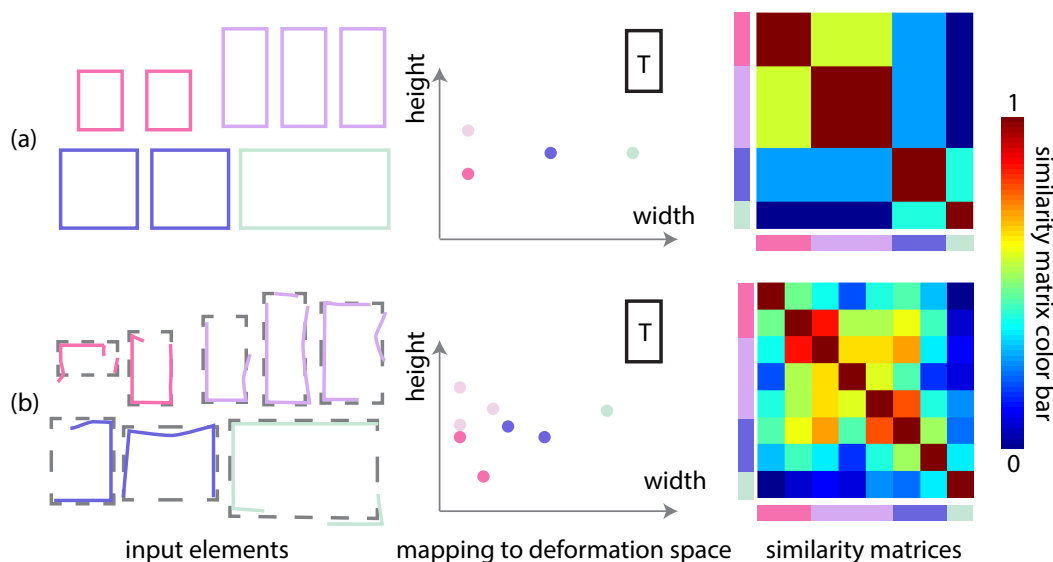 (a)
height
T
width
1
similarity matrix color bar
0
(b)
height
T
width
input elements
mapping to deformation space
similarity matrices